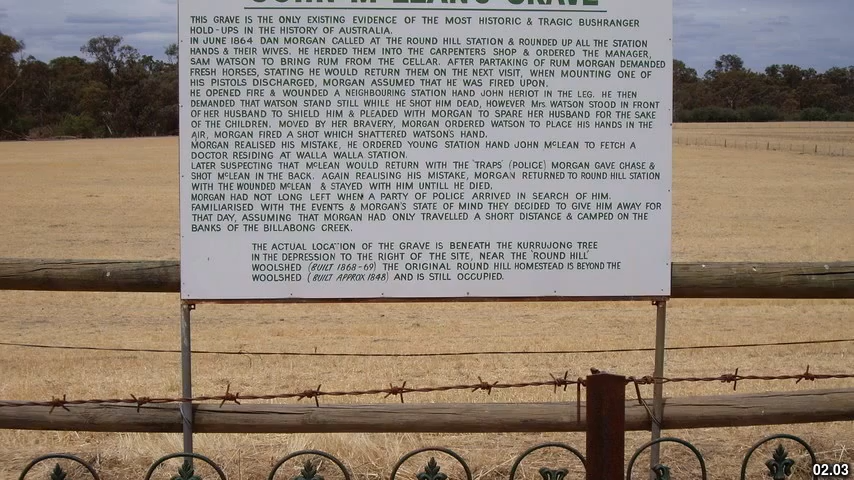 JOHN McLEAN'S GRAVE
THIS GRAVE IS THE ONLY EXISTING EVIDENCE OF THE MOST HISTORIC & TRAGIC BUSHRANGER
HOLD-UPS IN THE HISTORY OF AUSTRALIA.
IN JUNE 1864 DAN MORGAN CALLED AT THE ROUND HILL STATION & ROUNDED UP ALL THE STATION
HANDS & THEIR WIVES. HE HERDED THEM INTO THE CARPENTERS SHOP & ORDERED THE MANAGER,
SAM WATSON TO BRING RUM FROM THE CELLAR. AFTER PARTAKING OF RUM MORGAN DEMANDED
FRESH HORSES, STATING HE WOULD RETURN THEM ON THE NEXT VISIT, WHEN MOUNTING ONE OF
HIS PISTOLS DISCHARGED, MORGAN ASSUMED THAT HE WAS FIRED UPON.
HE OPENED FIRE & WOUNDED A NEIGHBOURING STATION HAND JOHN HERIOT IN THE LEG. HE THEN
DEMANDED THAT WATSON STAND STILL WHILE HE SHOT HIM DEAD, HOWEVER Mrs. WATSON STOOD IN FRONT
OF HER HUSBAND TO SHIELD HIM & PLEADED WITH MORGAN TO SPARE HER HUSBAND FOR THE SAKE
OF THE CHILDREN, MOVED BY HER BRAVERY, MORGAN ORDERED WATSON TO PLACE HIS HANDS IN THE
AIR, MORGAN FIRED A SHOT WHICH SHATTERED WATSON'S HAND.
MORGAN REALISED HIS MISTAKE, HE ORDERED YOUNG STATION HAND JOHN McLEAN TO FETCH A
DOCTOR RESIDING AT WALLA WALLA STATION.
LATER SUSPECTING THAT McLEAN WOULD RETURN WITH THE 'TRAPS' (POLICE) MORGAN GAVE CHASE &
SHOT McLEAN IN THE BACK. AGAIN REALISING HIS MISTAKE, MORGAN RETURNED TO ROUND HILL STATION
WITH THE WOUNDED McLEAN & STAYED WITH HIM UNTILL HE DIED.
MORGAN HAD NOT LONG LEFT WHEN A PARTY OF POLICE ARRIVED IN SEARCH OF HIM.
FAMILIARISED WITH THE EVENTS & MORGAN'S STATE OF MIND THEY DECIDED TO GIVE HIM AWAY FOR
THAT DAY, ASSUMING THAT MORGAN HAD ONLY TRAVELLED A SHORT DISTANCE & CAMPED ON THE
BANKS OF THE BILLABONG CREEK.
THE ACTUAL LOCATION OF THE GRAVE IS BENEATH THE KURRUJONG TREE
IN THE DEPRESSION TO THE RIGHT OF THE SITE, NEAR THE 'ROUND HILL'
WOOLSHED (BUILT 1868-69) THE ORIGINAL ROUND HILL HOMESTEAD IS BEYOND THE
WOOLSHED (BUILT APPROX 1848) AND IS STILL OCCUPIED.
02.03